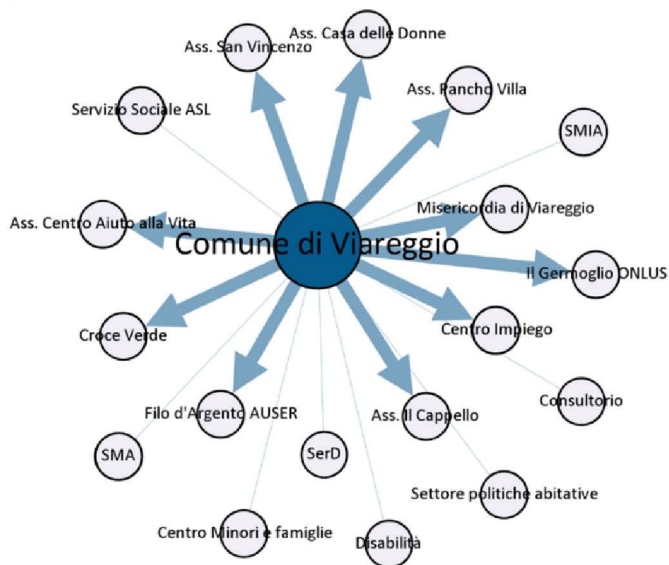 Ass. Casa delle Donne
Ass. San Vincenzo
Ass. Pancho Villa
Servizio Sociale ASL
SMIA
Misericordia di Viareggio
Ass. Centro Aiuto alla Vita
Comune di Viareggio
Il Germoglio ONLUS
Croce Verde
Centro Impiego
Consultorio
Filo d'Argento AUSER
Ass. Il Cappello
SMA
SerD
Settore politiche abitative
Centro Minori e famiglie
Disabilità